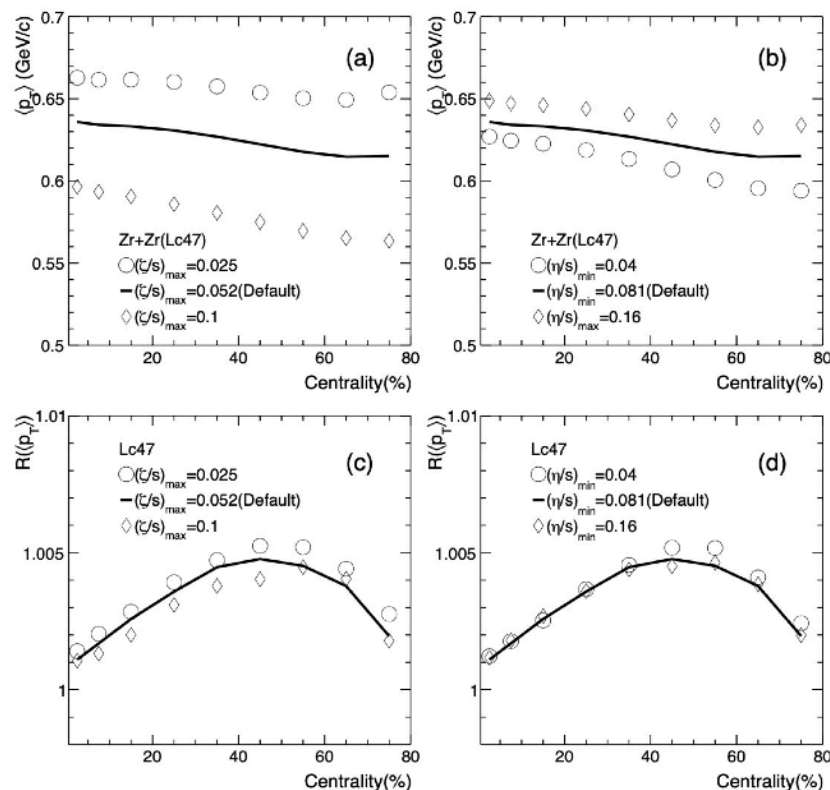 ⟨p_T⟩ (GeV/c)
0.7
0.65
0.6
0.55
0.5
(a)
Zr+Zr(Lc47)
(ζ/s)max=0.025
(ζ/s)max=0.052(Default)
(ζ/s)max=0.1
20 40 60 80
Centrality(%)
⟨p_T⟩ (GeV/c)
0.7
0.65
0.6
0.55
0.5
(b)
Zr+Zr(Lc47)
(η/s)min=0.04
(η/s)min=0.081(Default)
(η/s)max=0.16
20 40 60 80
Centrality(%)
R(⟨p_T⟩)
1.01
1.005
1
Lc47
(c)
(ζ/s)max=0.025
(ζ/s)max=0.052(Default)
(ζ/s)max=0.1
20 40 60 80
Centrality(%)
R(⟨p_T⟩)
1.01
1.005
1
Lc47
(d)
(η/s)min=0.04
(η/s)min=0.081(Default)
(η/s)min=0.16
20 40 60 80
Centrality(%)